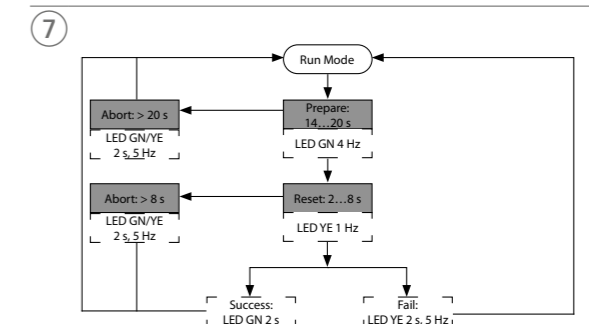 7
Run Mode
Abort: > 20 s
Prepare:
14...20 s
LED GN/YE
2 s, 5 Hz
LED GN 4 Hz
Abort: > 8 s
Reset: 2...8 s
LED GN/YE
2 s, 5 Hz
LED YE 1 Hz
Success:
LED GN 2 s
Fail:
LED YE 2 s, 5 Hz